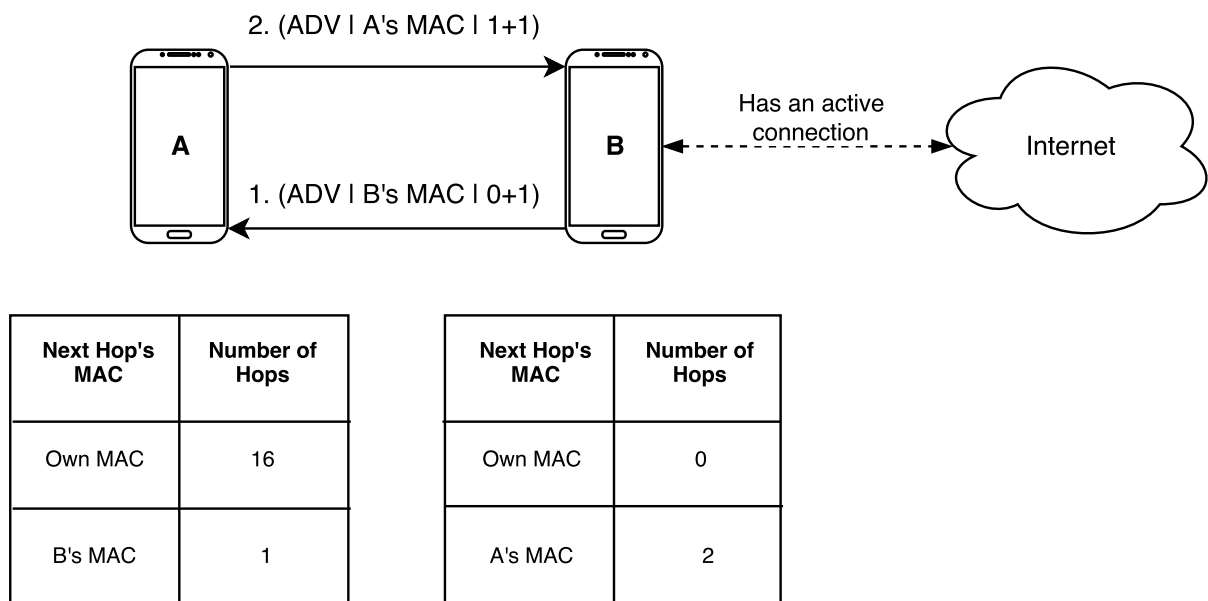 2. (ADV | A's MAC | 1+1)
A
B
Has an active
connection
Internet
1. (ADV | B's MAC | 0+1)
Next Hop's
MAC
Number of
Hops
Own MAC
16
B's MAC
1
Next Hop's
MAC
Number of
Hops
Own MAC
0
A's MAC
2